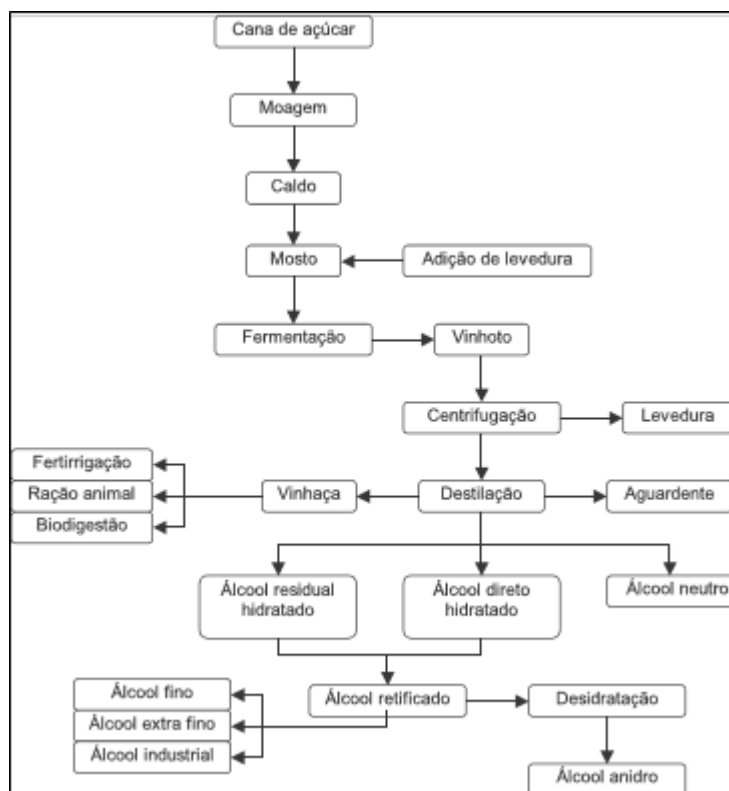 Cana de açúcar
Moagem
Caldo
Mosto
Adição de levedura
Fermentação
Vinhoto
Centrifugação
Levedura
Fertirrigação
Ração animal
Biodigestão
Vinhaça
Destilação
Aguardente
Álcool residual
hidratado
Álcool direto
hidratado
Álcool neutro
Álcool fino
Álcool extra fino
Álcool industrial
Álcool retificado
Desidratação
Álcool anidro